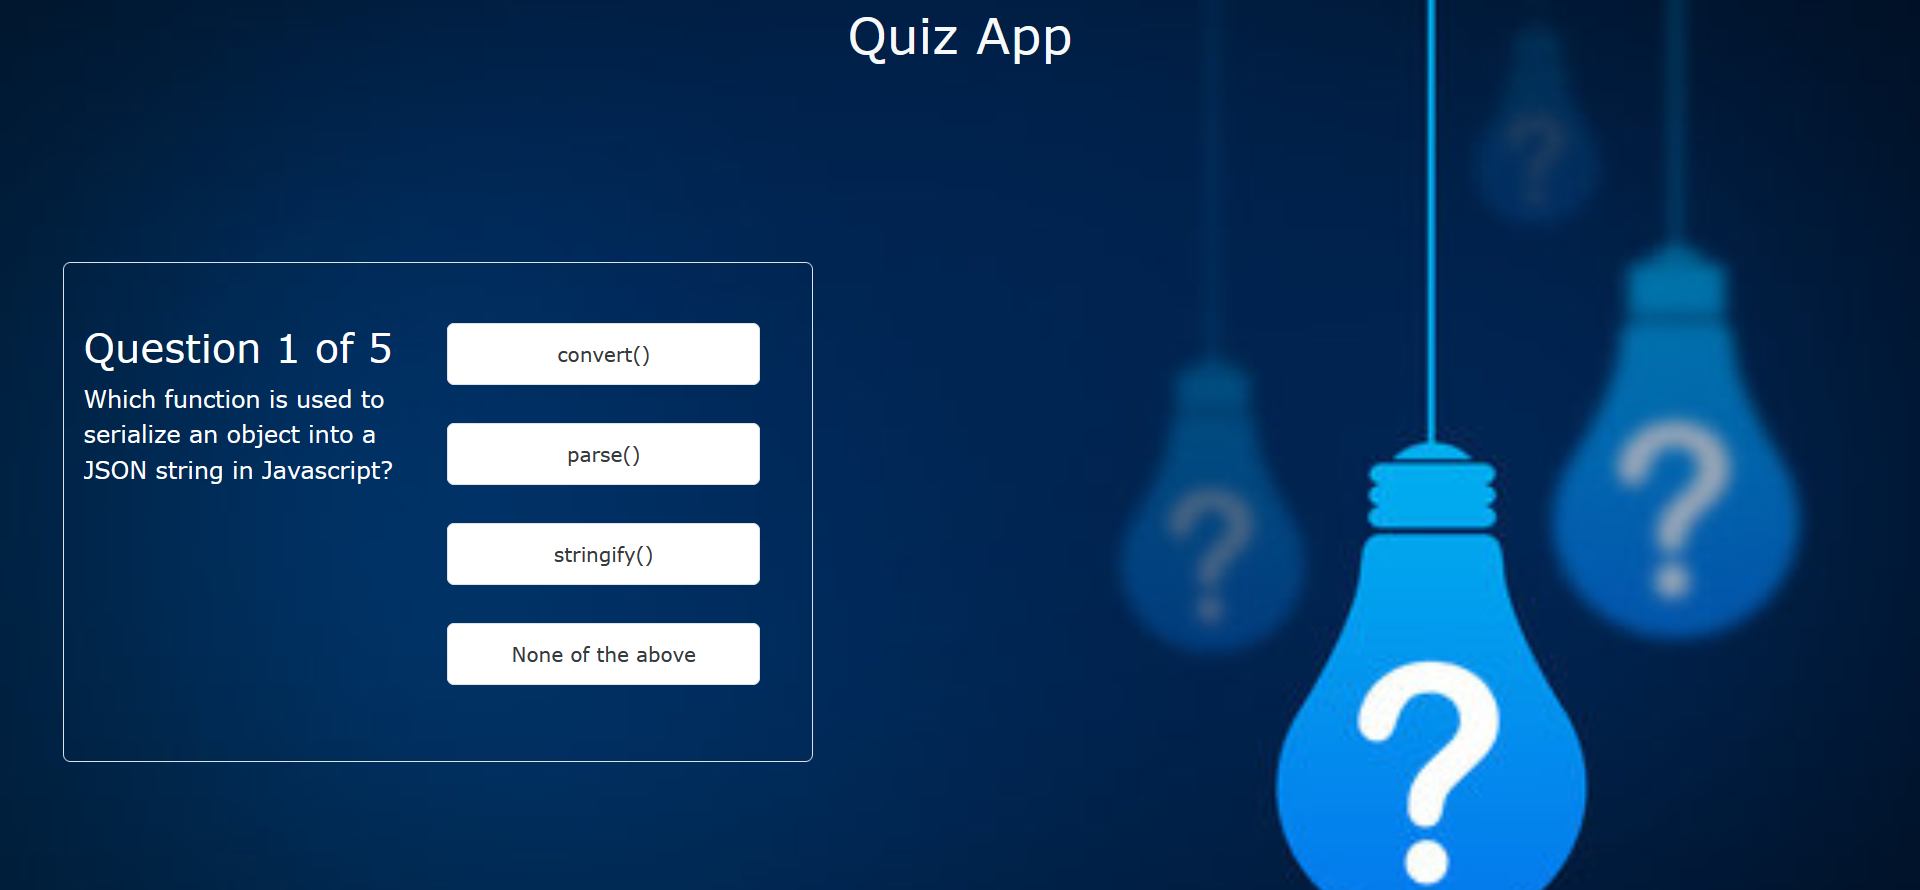 Quiz App
Question 1 of 5
Which function is used to
serialize an object into a
JSON string in Javascript?
convert()
parse()
stringify()
None of the above
?
?
?
?